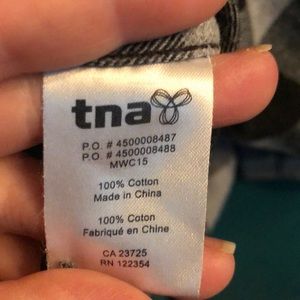 tna
P.O. # 4500008487
P.O. # 4500008488
MWC15
100% Cotton
Made in China
100% Coton
Fabriqué en Chine
CA 23725
RN 122354